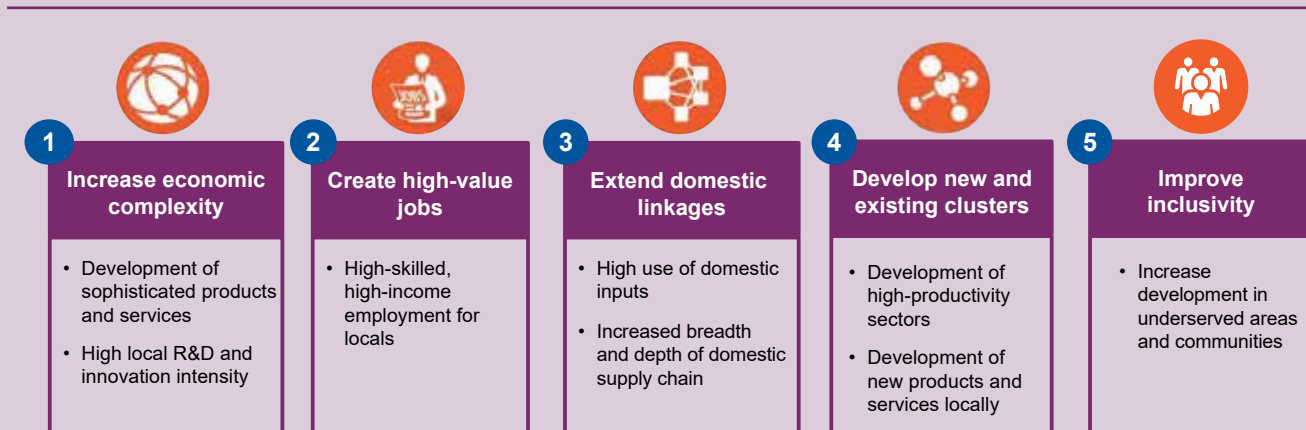 1
Increase economic
complexity
• Development of
sophisticated products
and services
• High local R&D and
innovation intensity
2
Create high-value
jobs
• High-skilled,
high-income
employment for
locals
3
Extend domestic
linkages
• High use of domestic
inputs
• Increased breadth
and depth of domestic
supply chain
4
Develop new and
existing clusters
• Development of
high-productivity
sectors
• Development of
new products and
services locally
5
Improve
inclusivity
• Increase
development in
underserved areas
and communities